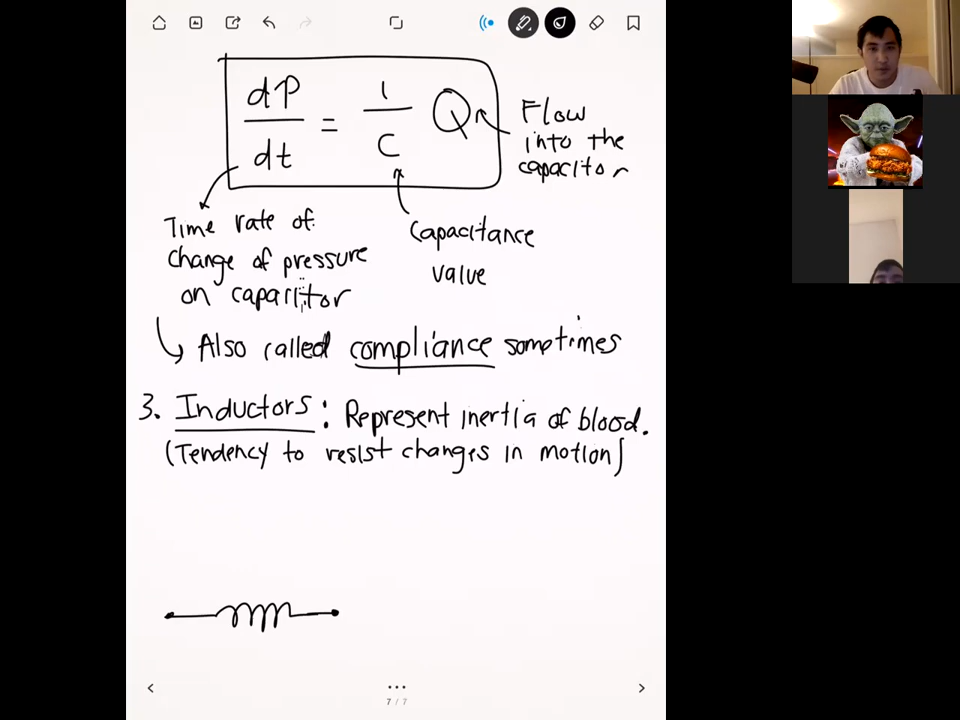 dP/dt = 1/C Q
Flow
into the
capacitor
Time rate of
change of pressure
on capacitor
Capacitance
value
Also called compliance somtimes
3. Inductors: Represent inertia of blood.
(Tendency to resist changes in motion)
7 / 7